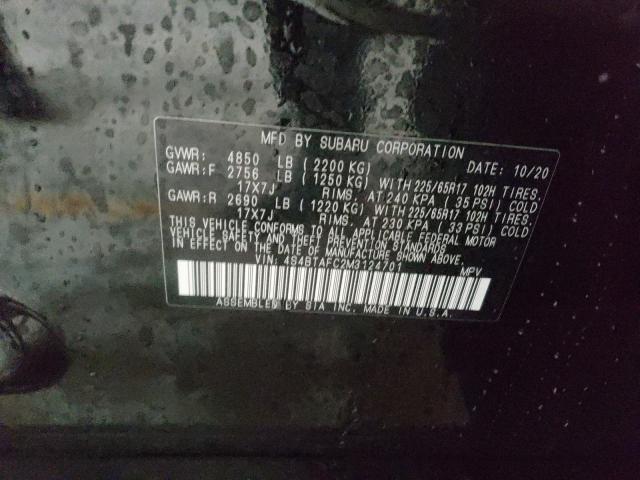 MFD BY SUBARU CORPORATION
GVWR: 4850 LB (2200 KG) DATE: 10/20
GAWR:F 2756 LB (1250 KG) WITH 225/65R17 102H TIRES,
17X7J RIMS, AT 240 KPA (35 PSI) COLD
GAWR:R 2690 LB (1220 KG) WITH 225/65R17 102H TIRES,
17X7J RIMS, AT 230 KPA (33 PSI) COLD
THIS VEHICLE CONFORMS TO ALL APPLICABLE FEDERAL MOTOR
VEHICLE SAFETY AND THEFT PREVENTION STANDARDS
IN EFFECT ON THE DATE OF MANUFACTURE SHOWN ABOVE.
VIN: 4S4BTAFC2M3124701 MPV
ASSEMBLED BY SIA INC. MADE IN U.S.A.